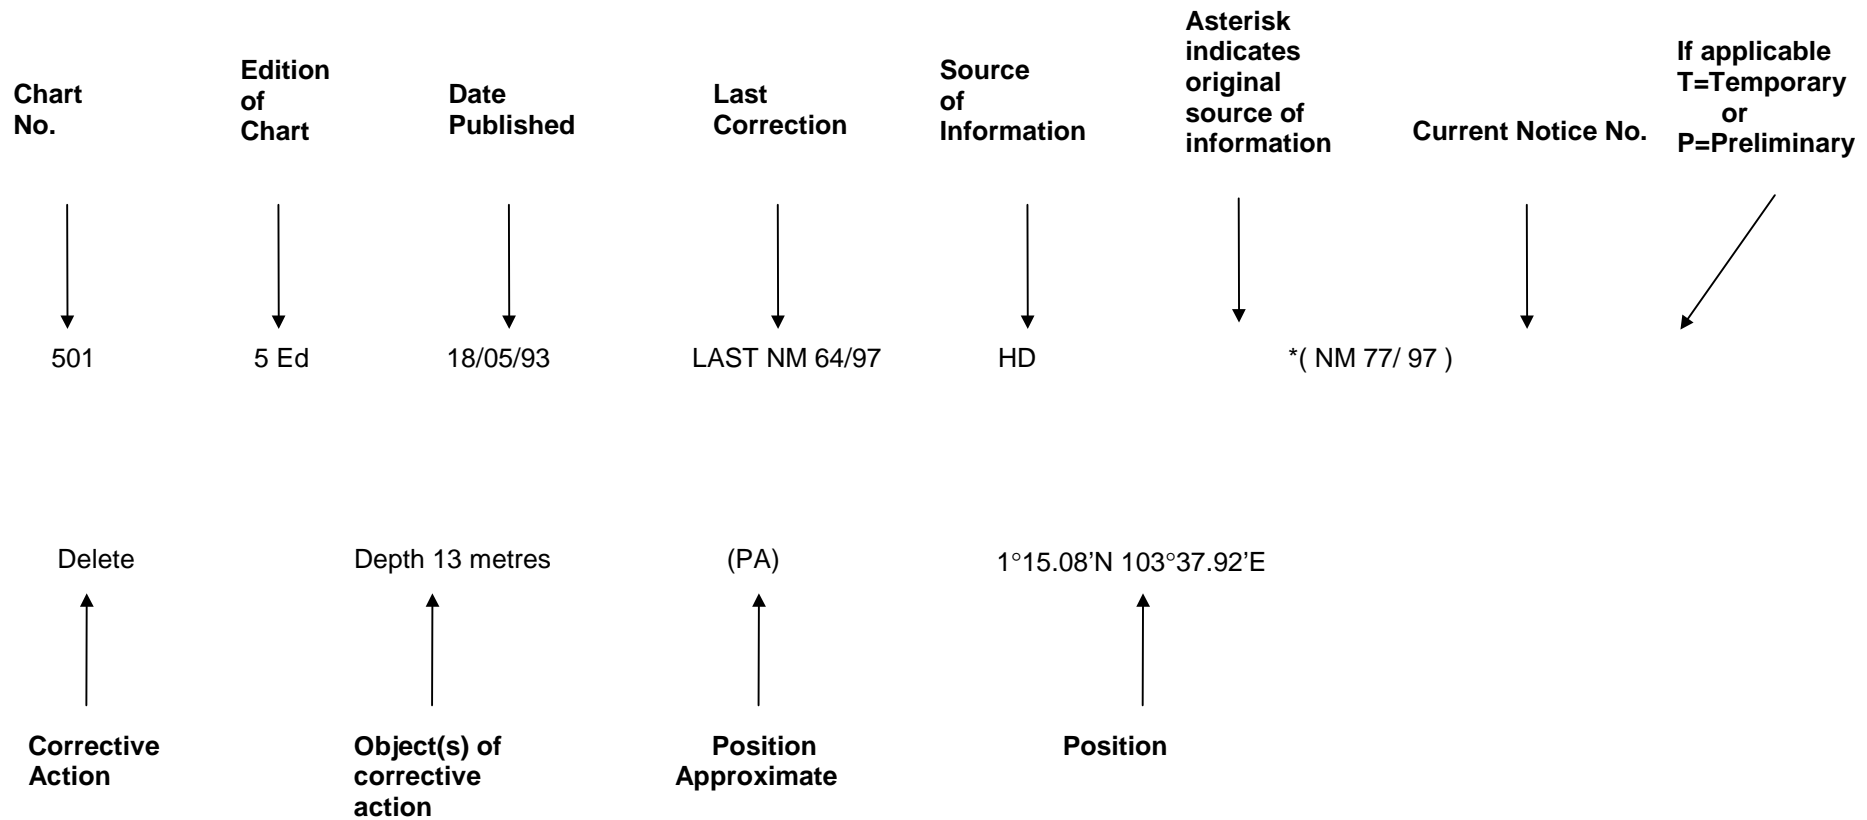 Chart
No.
Edition
of
Chart
Date
Published
Last
Correction
Source
of
Information
Asterisk
indicates
original
source of
information
Current Notice No.
If applicable
T=Temporary
or
P=Preliminary
501
5 Ed
18/05/93
LAST NM 64/97
HD
*( NM 77/ 97 )
Delete
Depth 13 metres
(PA)
1°15.08’N 103°37.92’E
Corrective
Action
Object(s) of
corrective
action
Position
Approximate
Position